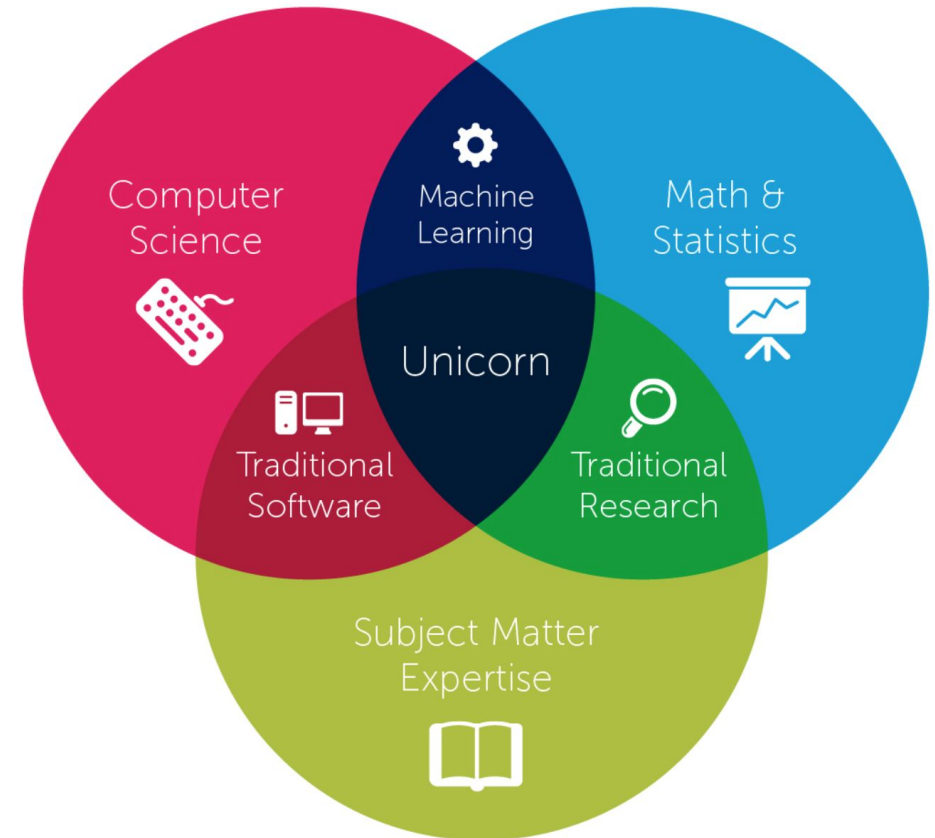 Machine
Learning
Computer
Science
Math &
Statistics
Unicorn
Traditional
Software
Traditional
Research
Subject Matter
Expertise